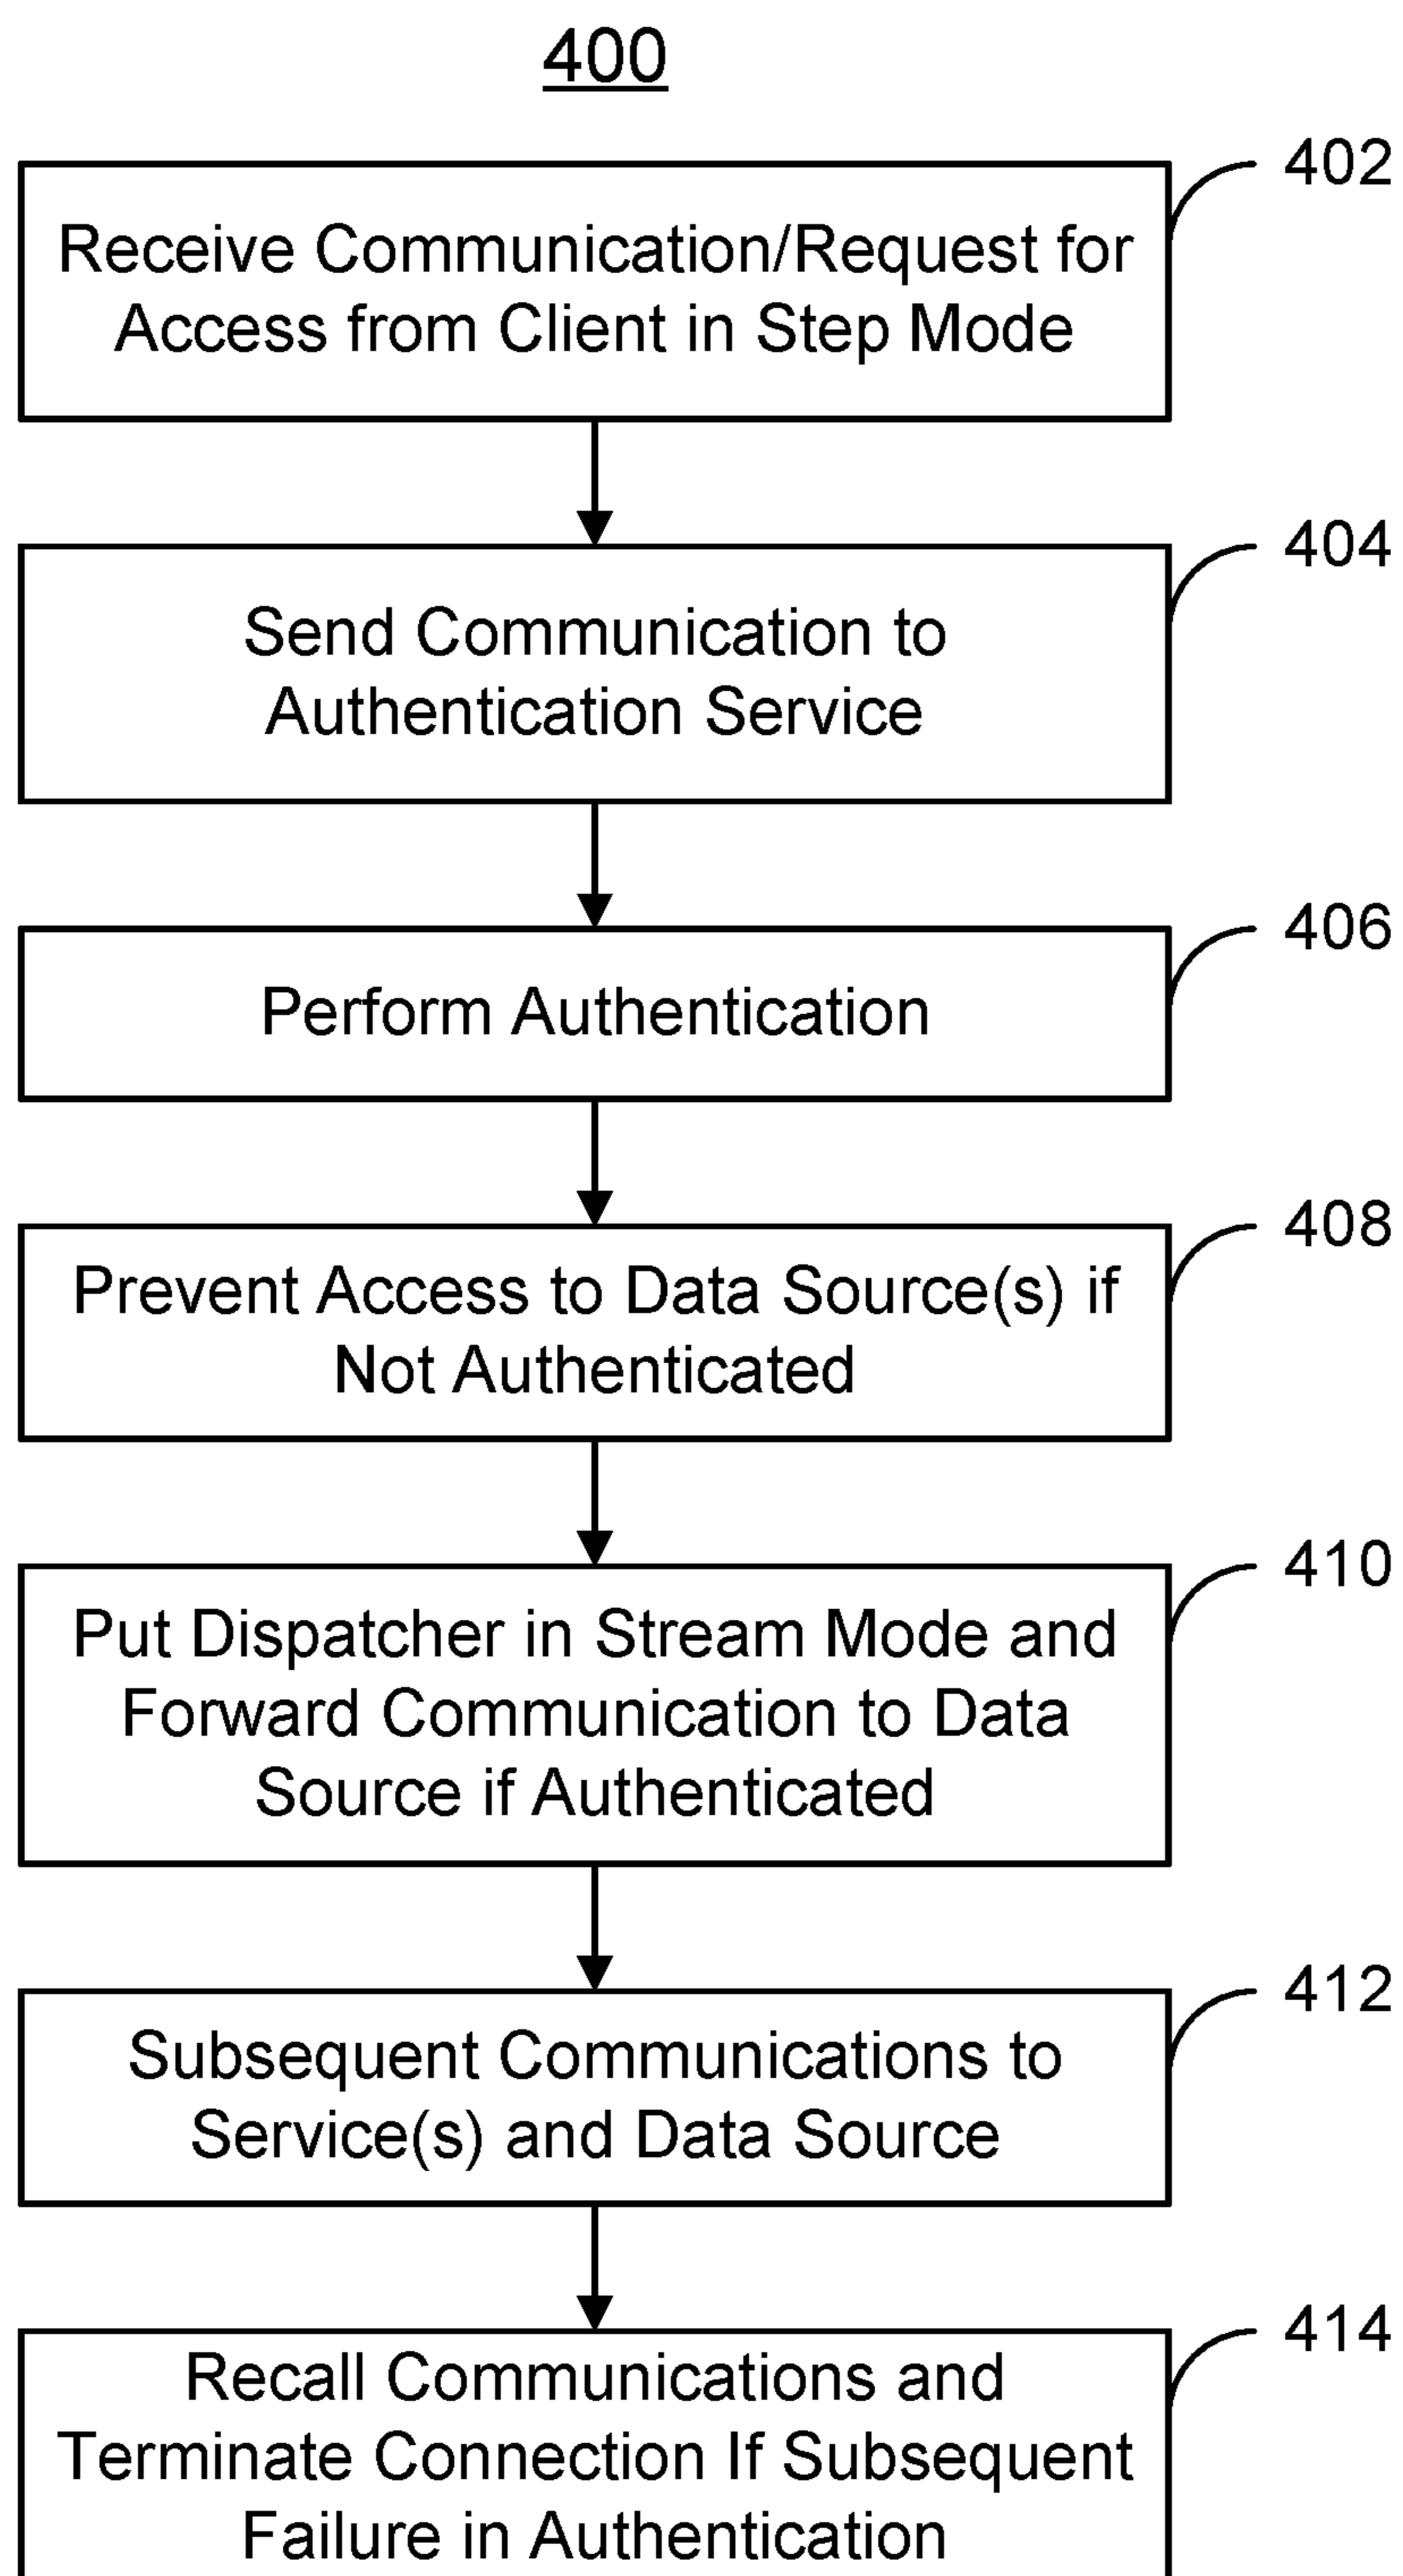 400
402
Receive Communication/Request for
Access from Client in Step Mode
404
Send Communication to
Authentication Service
406
Perform Authentication
408
Prevent Access to Data Source(s) if
Not Authenticated
410
Put Dispatcher in Stream Mode and
Forward Communication to Data
Source if Authenticated
412
Subsequent Communications to
Service(s) and Data Source
414
Recall Communications and
Terminate Connection If Subsequent
Failure in Authentication